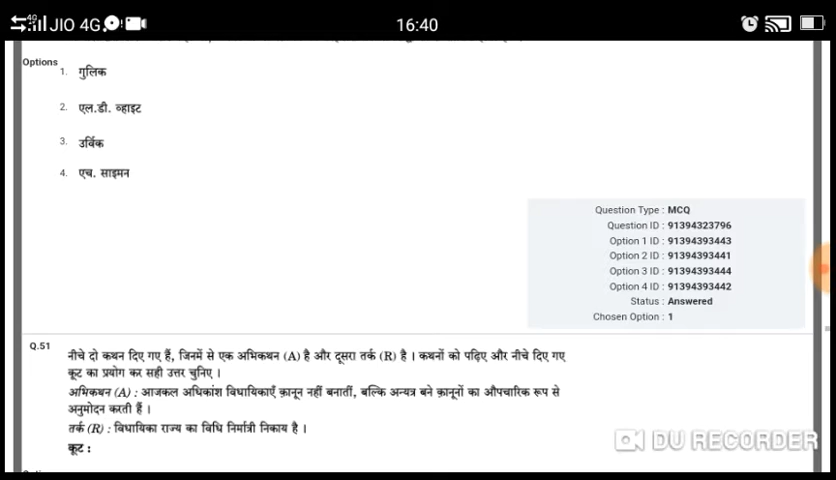 4G JIO 4G 16:40
Options
1. गुलिक
2. एल.डी. व्हाइट
3. उर्विक
4. एच. साइमन
Question Type : MCQ
Question ID : 91394323796
Option 1 ID : 91394393443
Option 2 ID : 91394393441
Option 3 ID : 91394393444
Option 4 ID : 91394393442
Status : Answered
Chosen Option : 1
Q.51
नीचे दो कथन दिए गए हैं, जिनमें से एक अभिकथन (A) है और दूसरा तर्क (R) है । कथनों को पढ़िए और नीचे दिए गए
कूट का प्रयोग कर सही उत्तर चुनिए ।
अभिकथन (A) : आजकल अधिकांश विधायिकाएँ क़ानून नहीं बनातीं, बल्कि अन्यत्र बने क़ानूनों का औपचारिक रूप से
अनुमोदन करती हैं ।
तर्क (R) : विधायिका राज्य का विधि निर्मात्री निकाय है ।
कूट :
DU RECORDER